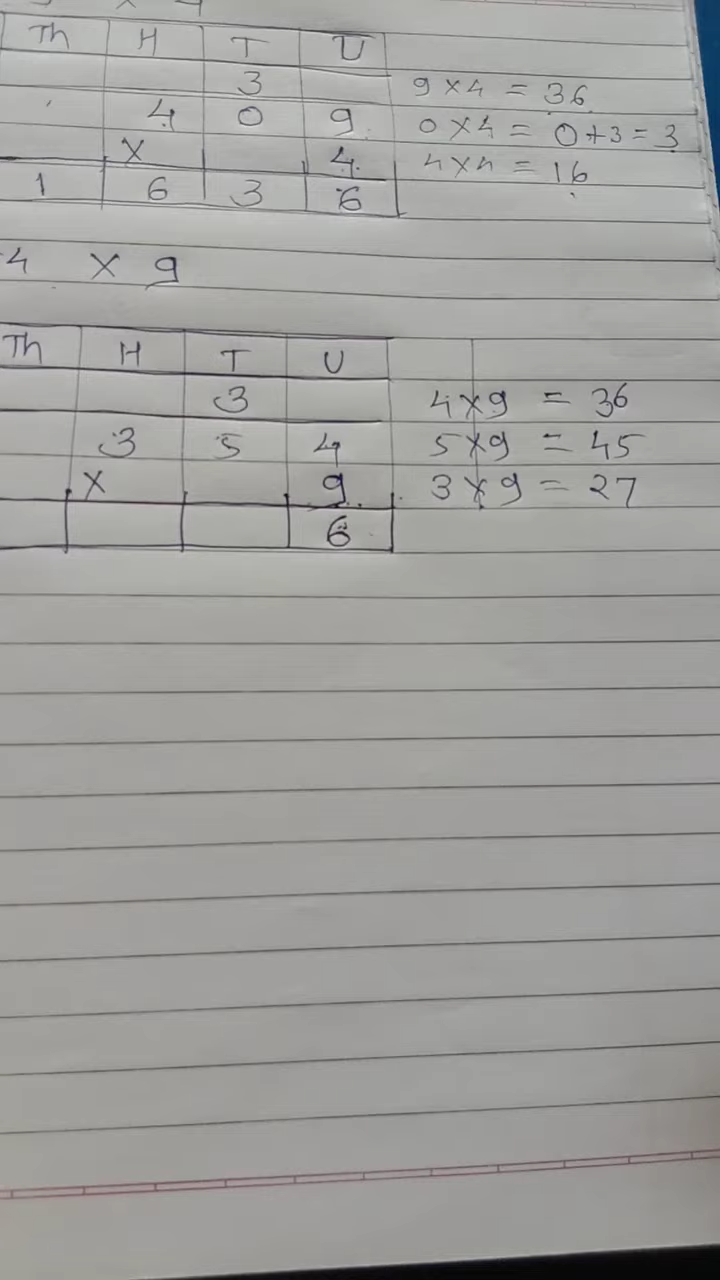 Th H T U
3 9 × 4 = 36
4 0 9 0 × 4 = 0 + 3 = 3
× 4 4 × 4 = 16
1 6 3 6
4 × 9
Th H T U
3 4 × 9 = 36
3 5 4 5 × 9 = 45
× 9 3 × 9 = 27
6